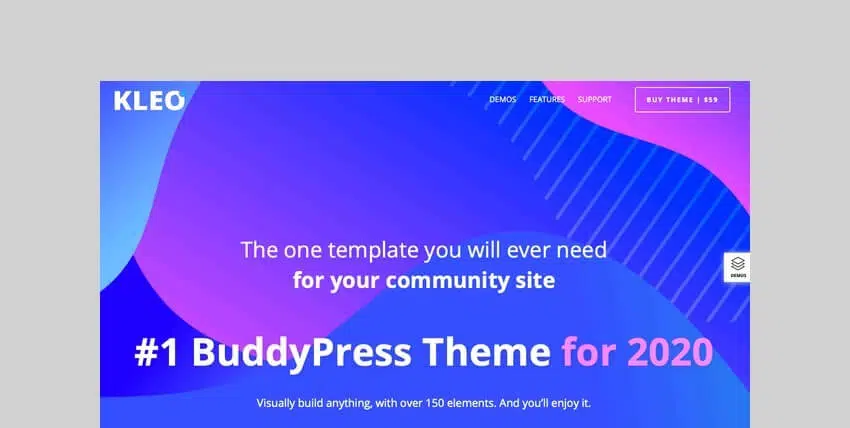 KLEO
DEMOS FEATURES SUPPORT BUY THEME | $59
The one template you will ever need
for your community site
DEMOS
#1 BuddyPress Theme for 2020
Visually build anything, with over 150 elements. And you'll enjoy it.